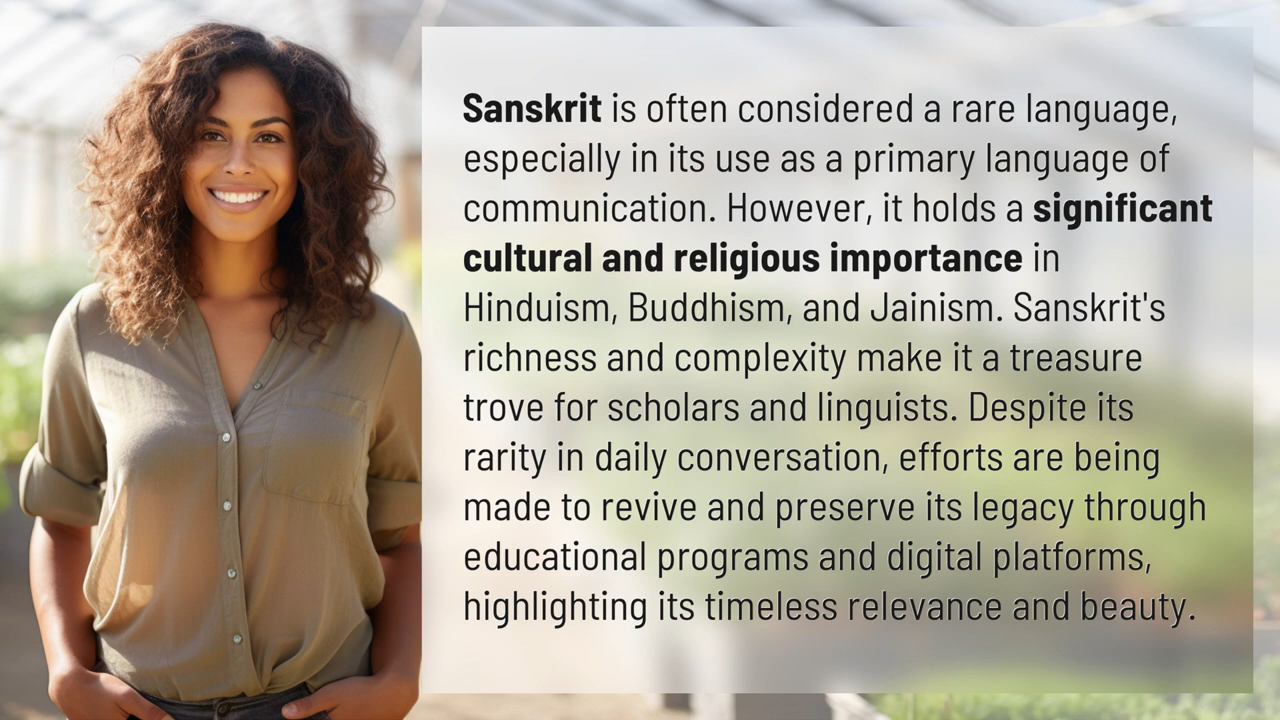 Sanskrit is often considered a rare language,
especially in its use as a primary language of
communication. However, it holds a significant
cultural and religious importance in
Hinduism, Buddhism, and Jainism. Sanskrit's
richness and complexity make it a treasure
trove for scholars and linguists. Despite its
rarity in daily conversation, efforts are being
made to revive and preserve its legacy through
educational programs and digital platforms,
highlighting its timeless relevance and beauty.